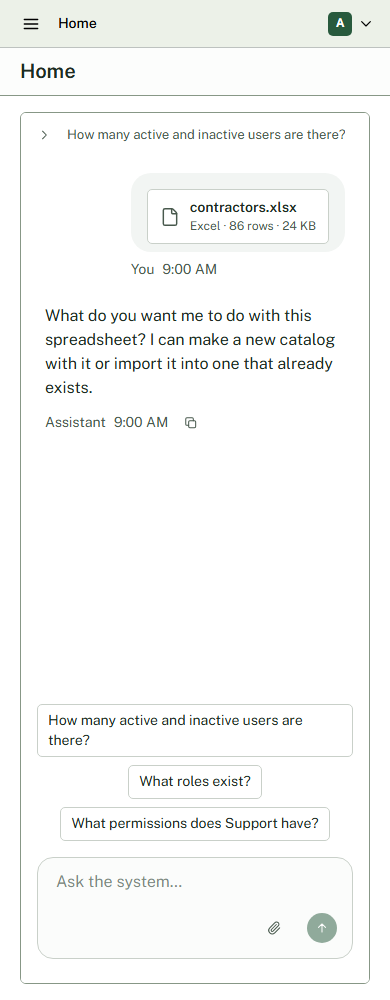 Home
A
Home
How many active and inactive users are there?
contractors.xlsx
Excel · 86 rows · 24 KB
You 9:00 AM
What do you want me to do with this
spreadsheet? I can make a new catalog
with it or import it into one that already
exists.
Assistant 9:00 AM
How many active and inactive users are
there?
What roles exist?
What permissions does Support have?
Ask the system...